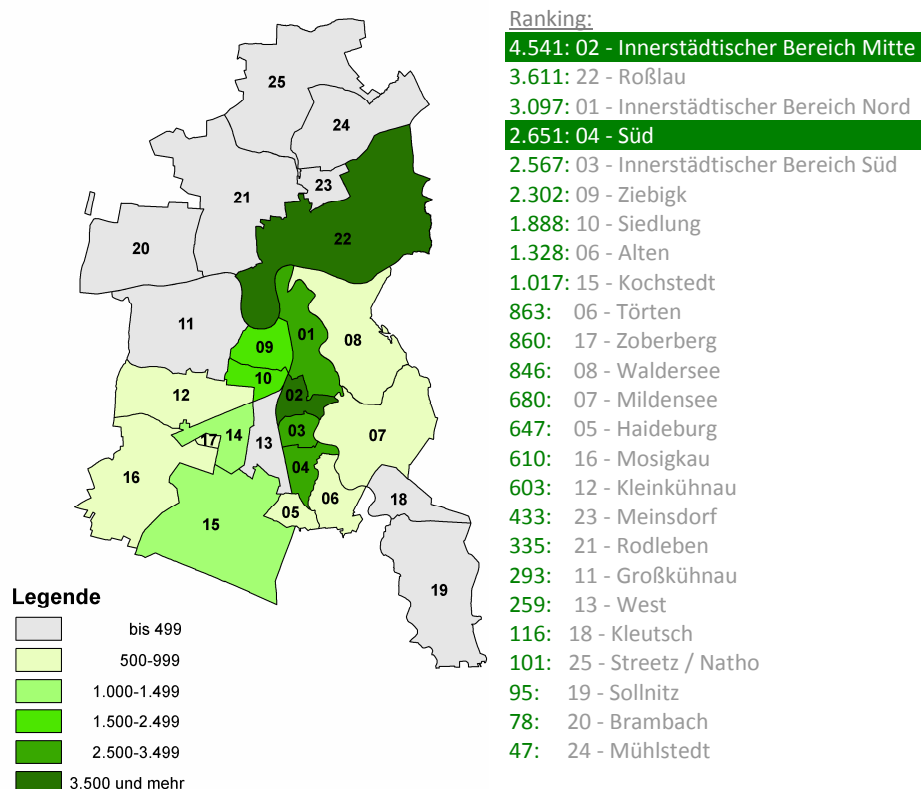 Ranking:
4.541: 02 - Innerstädtischer Bereich Mitte
3.611: 22 - Roßlau
3.097: 01 - Innerstädtischer Bereich Nord
2.651: 04 - Süd
2.567: 03 - Innerstädtischer Bereich Süd
2.302: 09 - Ziebigk
1.888: 10 - Siedlung
1.328: 06 - Alten
1.017: 15 - Kochstedt
863: 06 - Törten
860: 17 - Zoberberg
846: 08 - Waldersee
680: 07 - Mildensee
647: 05 - Haideburg
610: 16 - Mosigkau
603: 12 - Kleinkühnau
433: 23 - Meinsdorf
335: 21 - Rodleben
293: 11 - Großkühnau
259: 13 - West
116: 18 - Kleutsch
101: 25 - Streetz / Natho
95: 19 - Sollnitz
78: 20 - Brambach
47: 24 - Mühlstedt
25
24
23
21
22
20
11
01
08
09
10
12
02
03
07
17
14
13
04
16
06
18
05
15
19
Legende
bis 499
500-999
1.000-1.499
1.500-2.499
2.500-3.499
3.500 und mehr